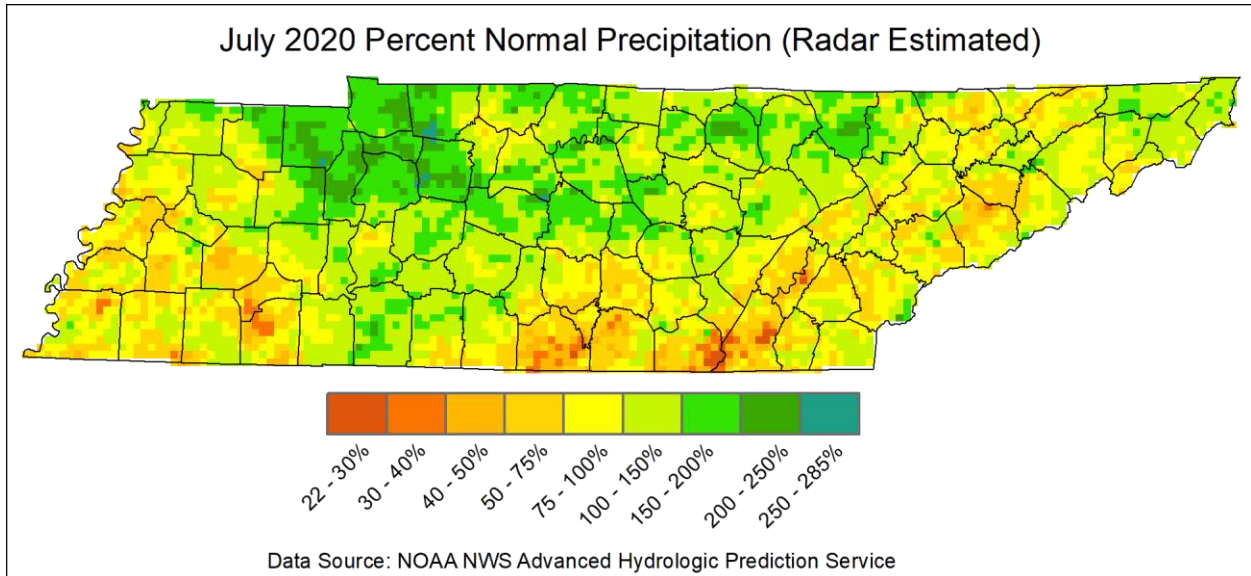 July 2020 Percent Normal Precipitation (Radar Estimated)
22 - 30%
30 - 40%
40 - 50%
50 - 75%
75 - 100%
100 - 150%
150 - 200%
200 - 250%
250 - 285%
Data Source: NOAA NWS Advanced Hydrologic Prediction Service